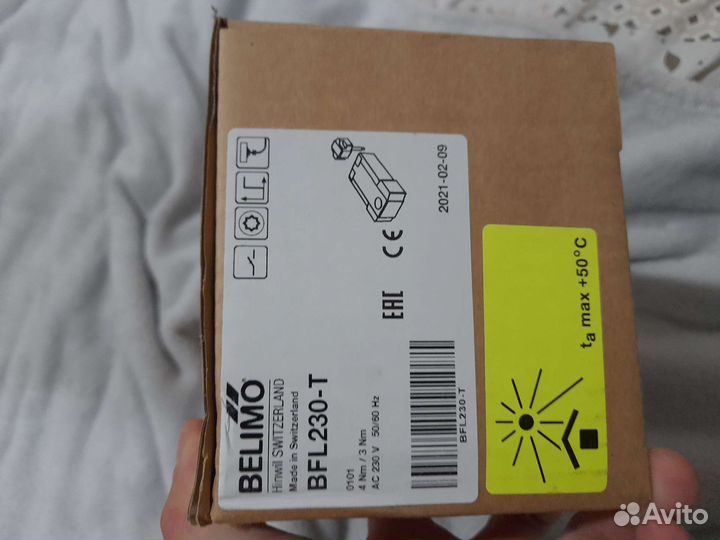 BELIMO
Hinwil SWITZERLAND
Made in Switzerland
BFL230-T
0101
4 Nm / 3 Nm
AC 230 V 50/60 Hz
EAC
CE
2021-02-09
BFL230-T
ta max +50°C
Avito